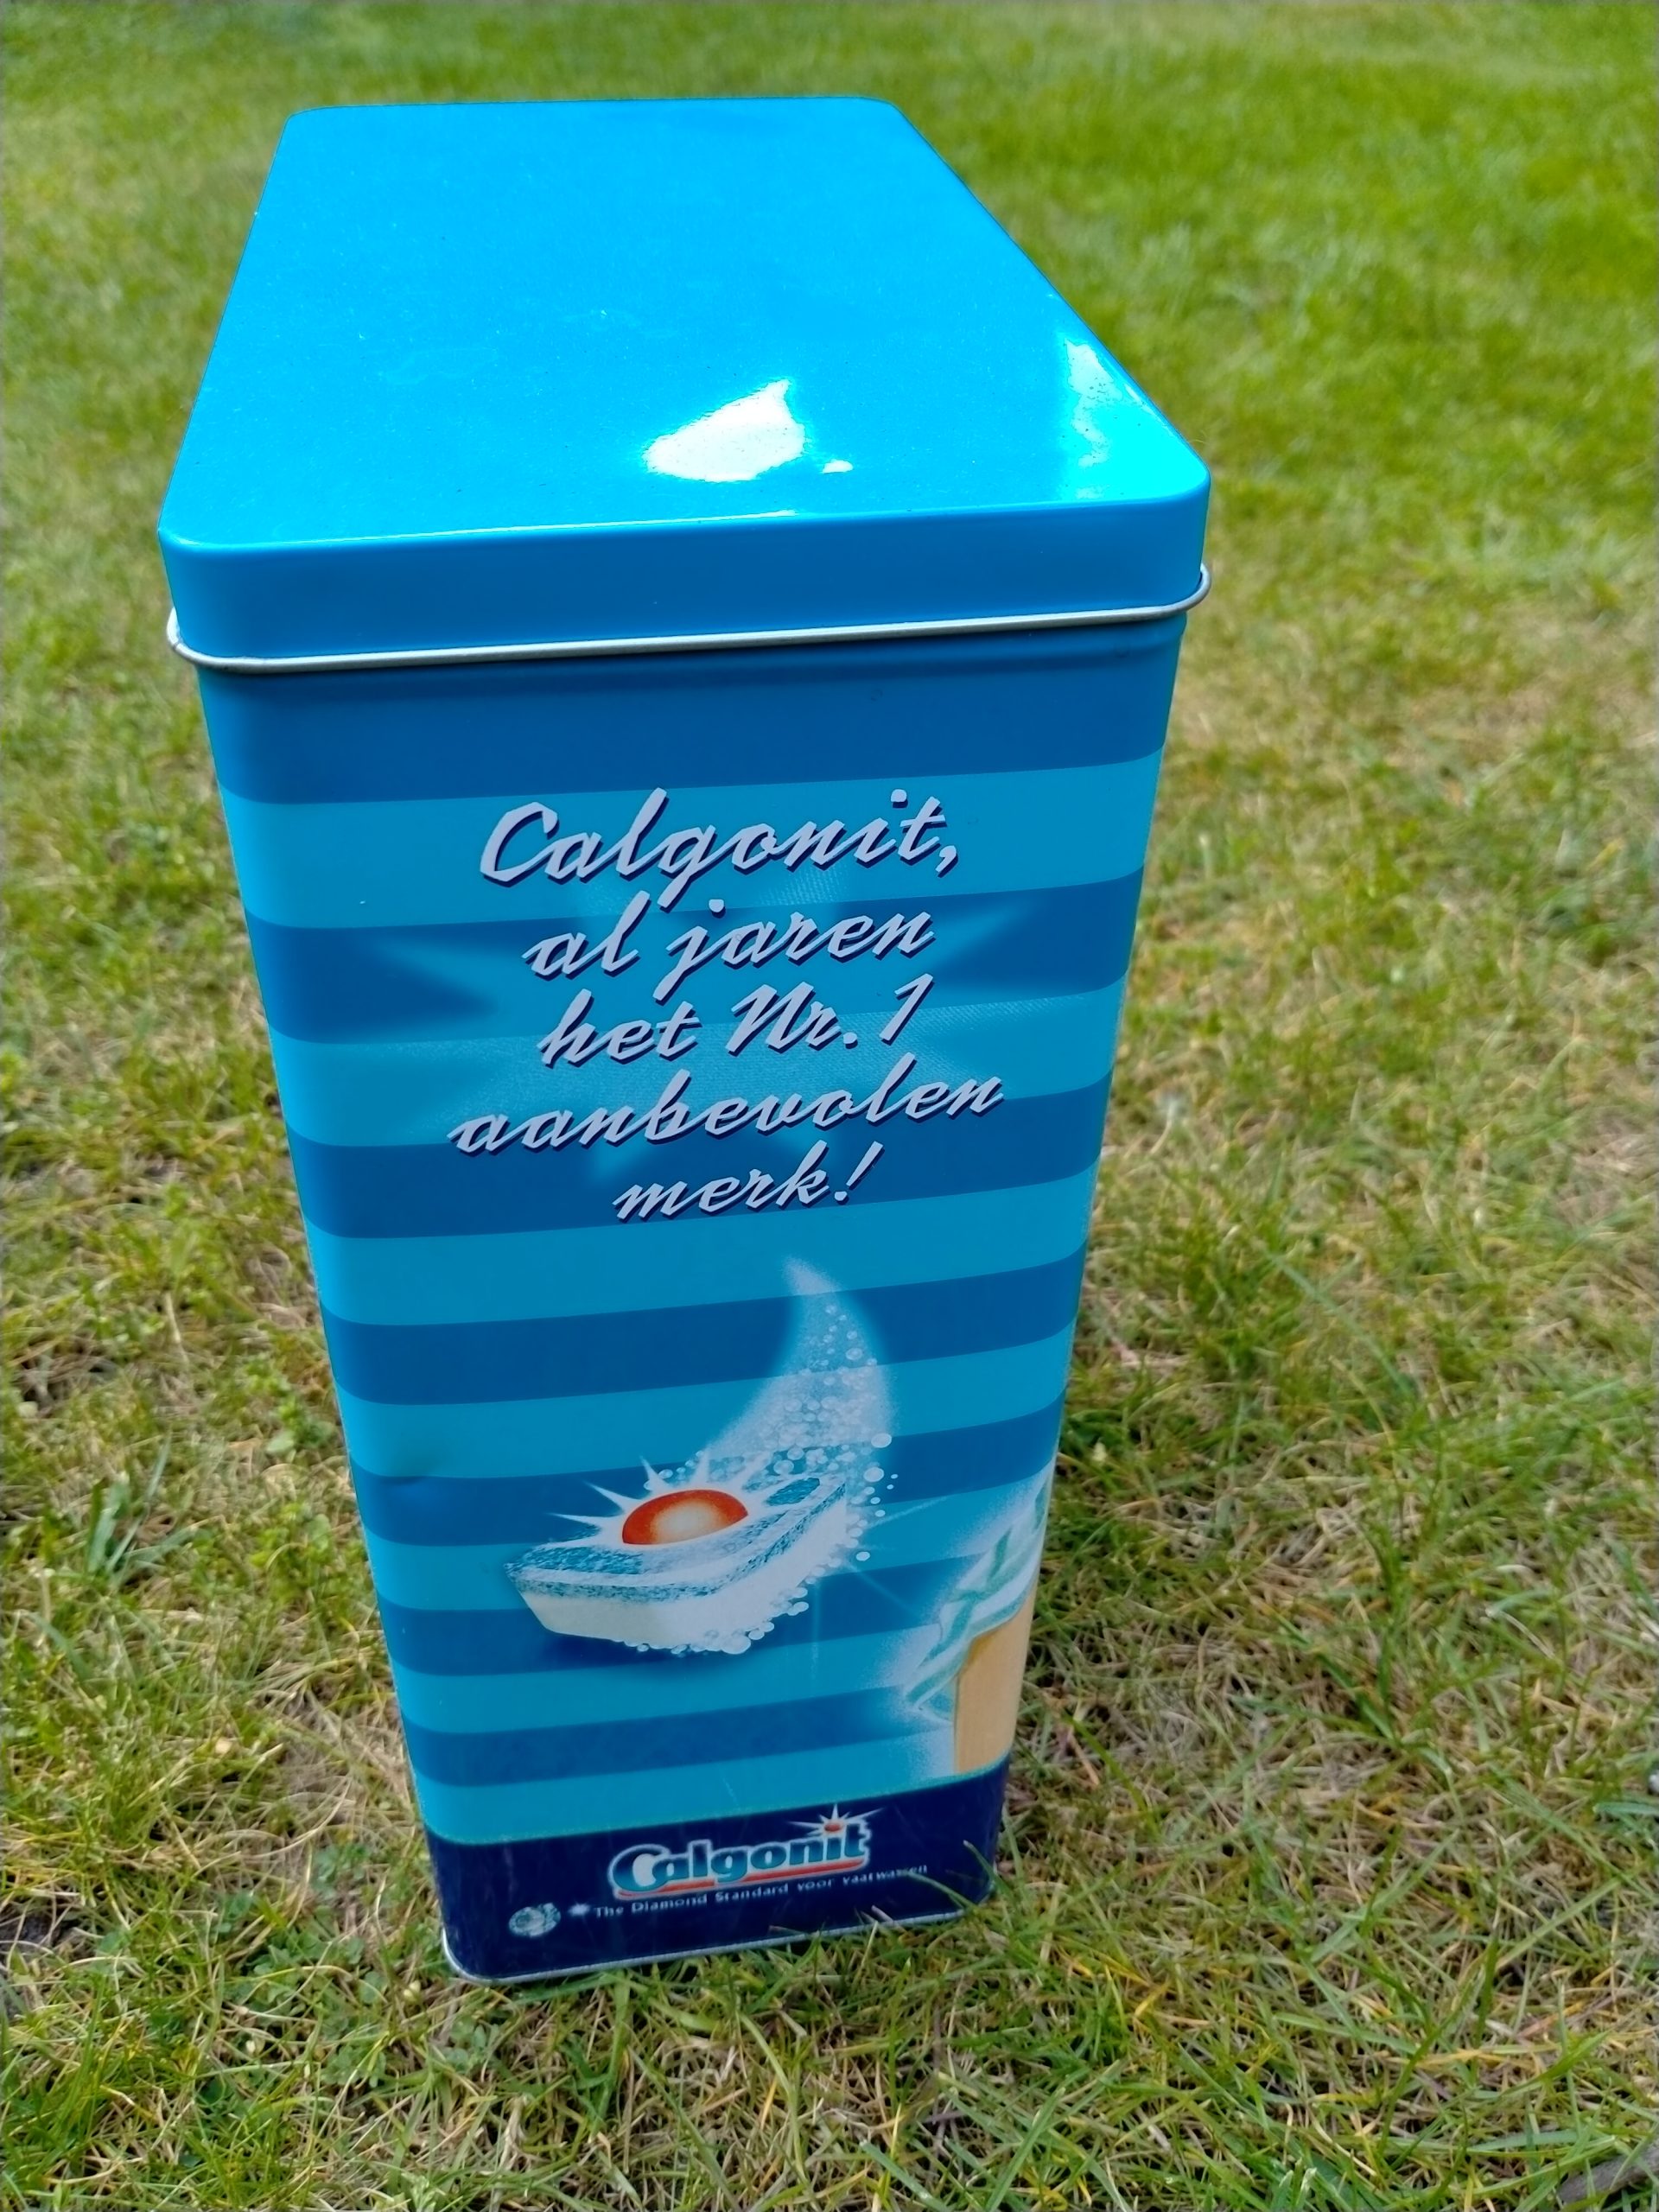 Calgonit,
al jaren
het Nr. 1
aanbevolen
merk!
Calgonit
The Diamond Standard voor vaatwassen